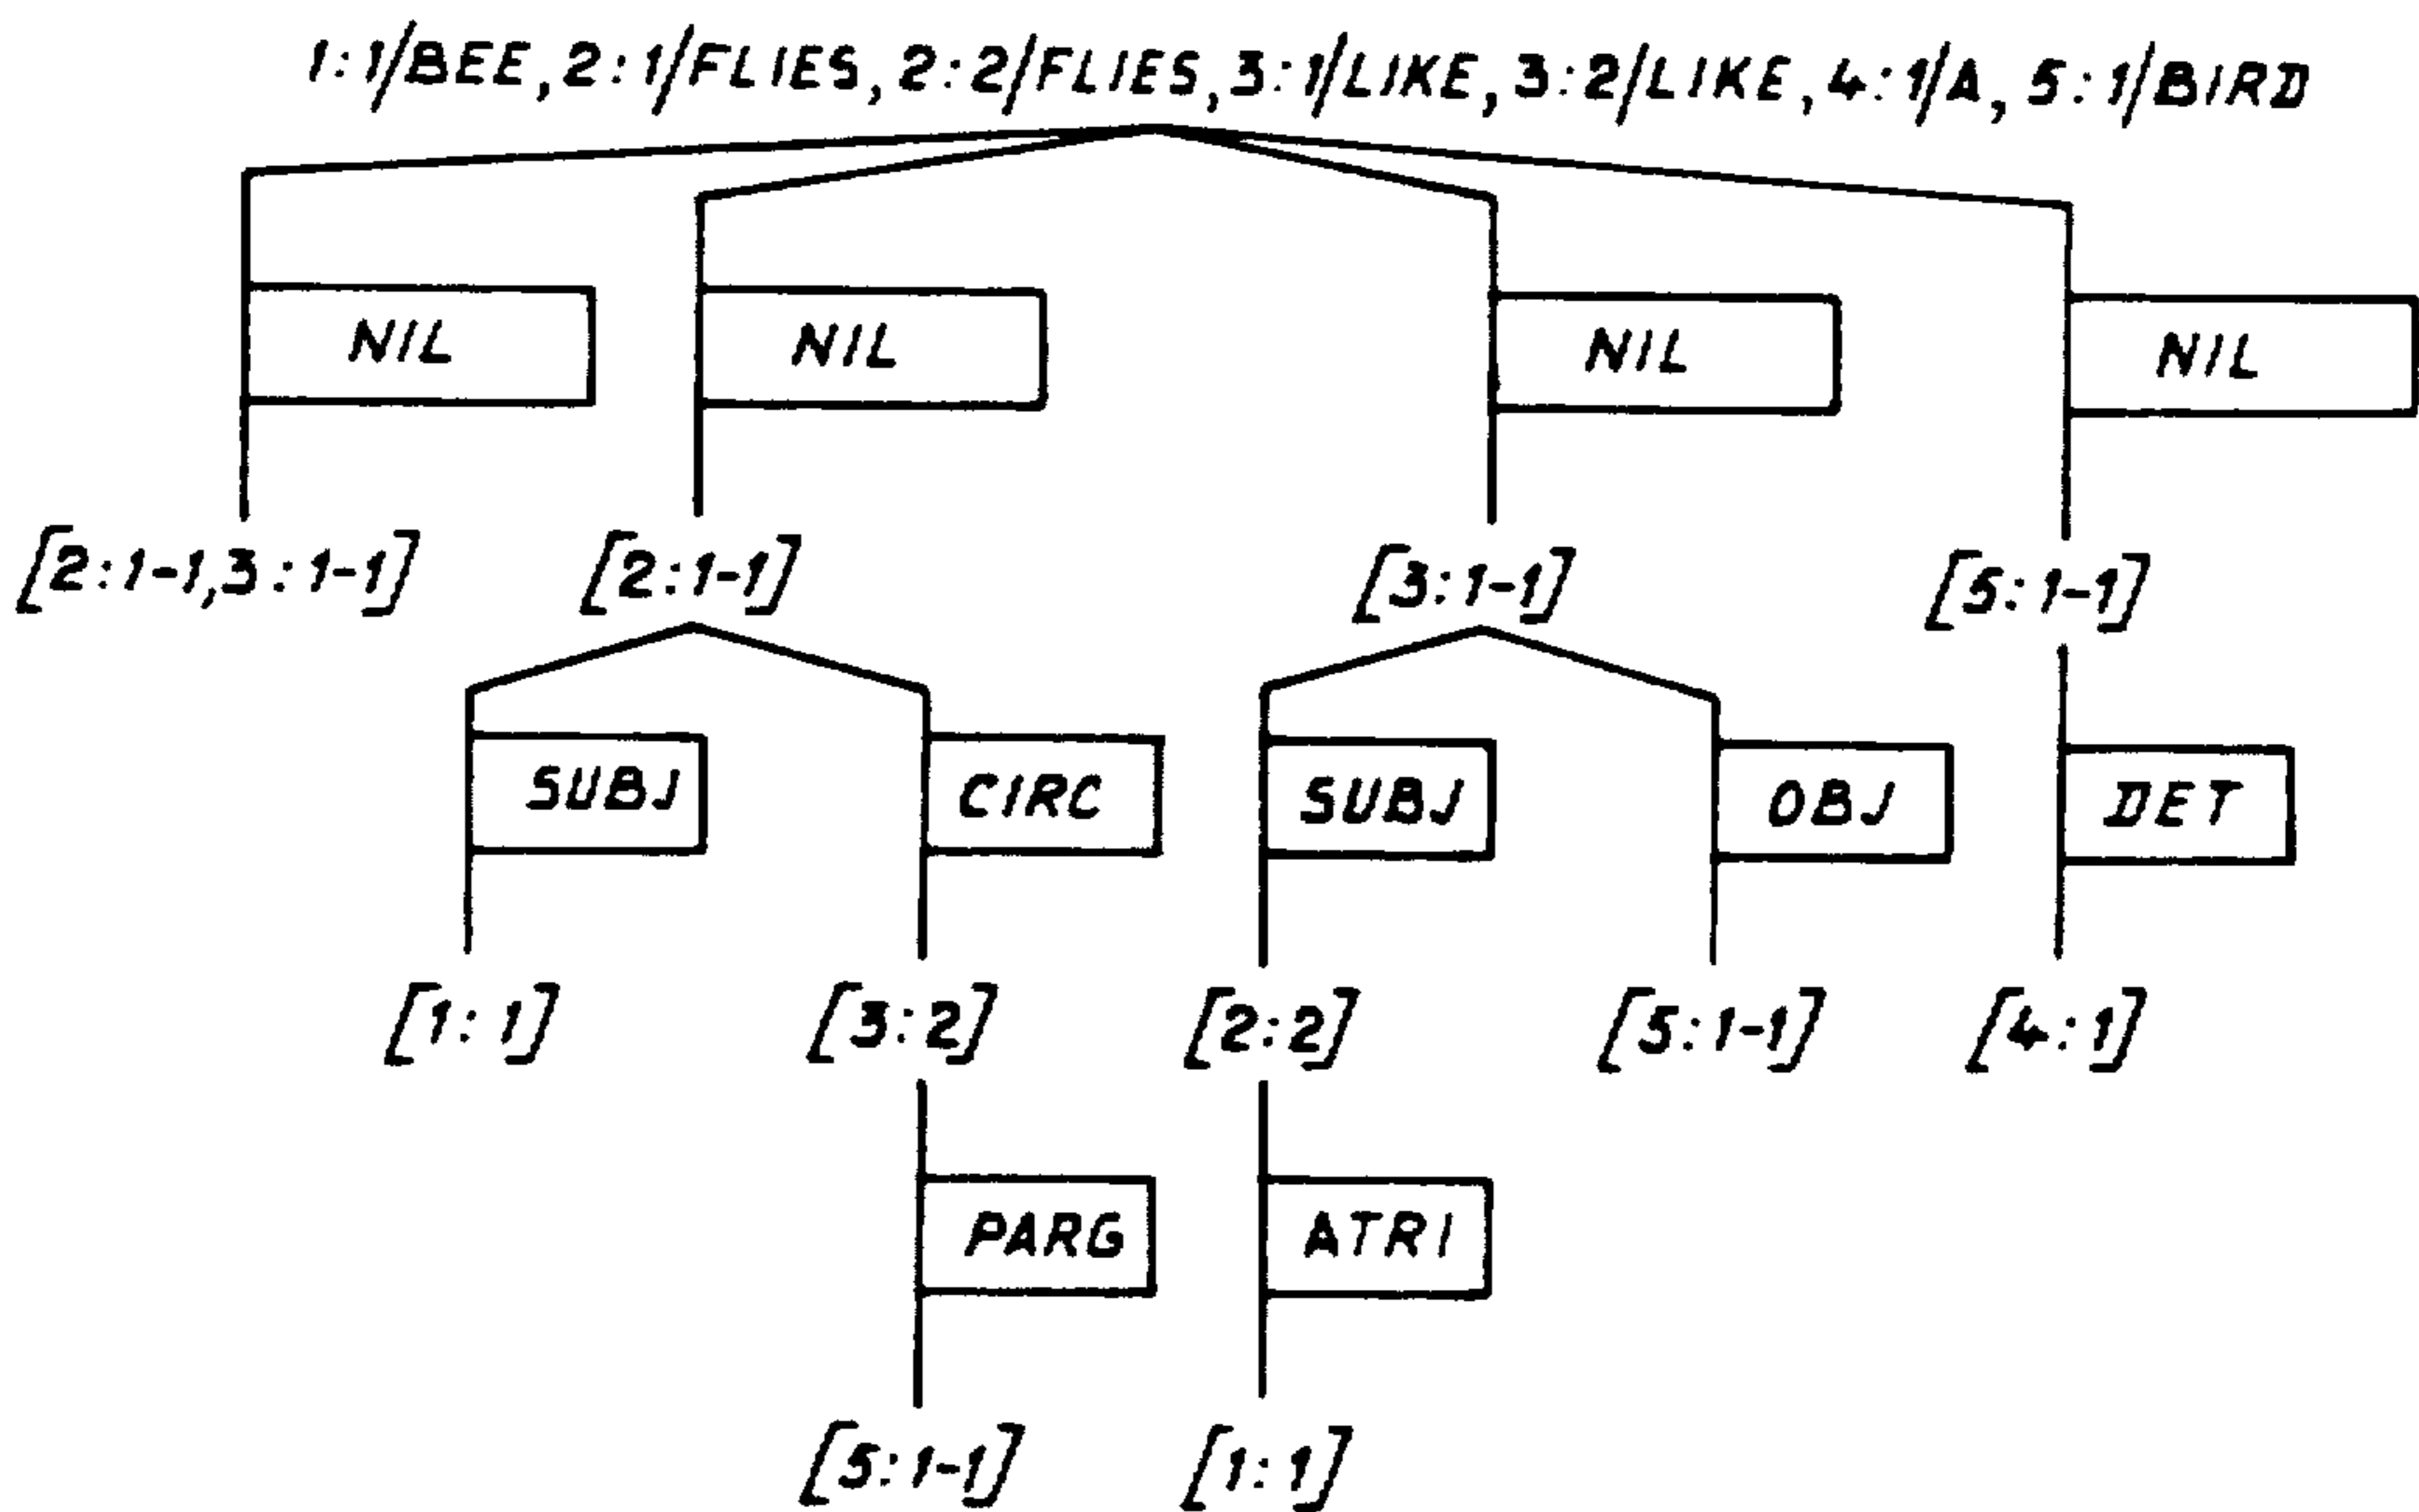 1:1/BEE, 2:1/FLIES, 2:2/FLIES, 3:1/LIKE, 3:2/LIKE, 4:1/A, 5:1/BIRD
NIL NIL NIL NIL
[2:1-1,3:1-1] [2:1-1] [3:1-1] [5:1-1]
SUBJ CIRC SUBJ OBJ DET
[1:1] [3:2] [2:2] [5:1-1] [4:1]
PARG ATRI
[5:1-1] [1:1]